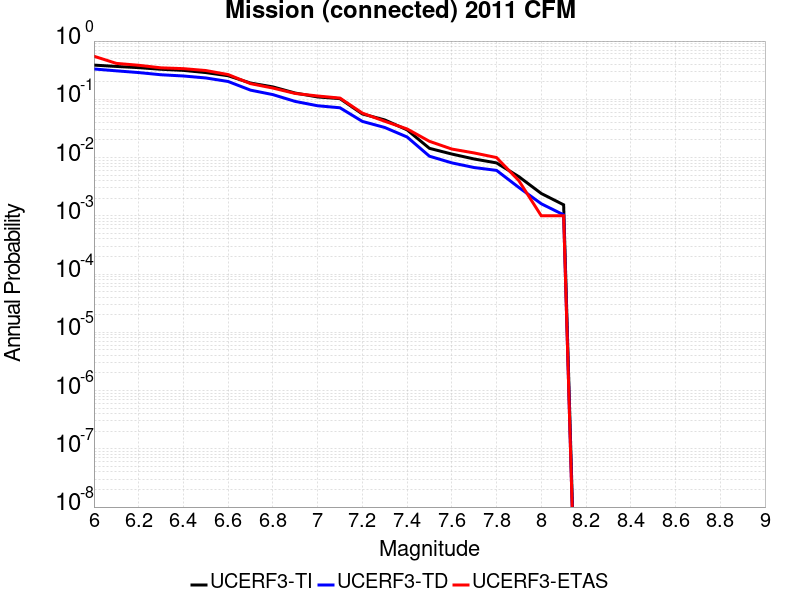 Mission (connected) 2011 CFM
10^0
10^-1
10^-2
10^-3
10^-4
10^-5
10^-6
10^-7
10^-8
Annual Probability
6 6.2 6.4 6.6 6.8 7 7.2 7.4 7.6 7.8 8 8.2 8.4 8.6 8.8 9
Magnitude
UCERF3-TI UCERF3-TD UCERF3-ETAS